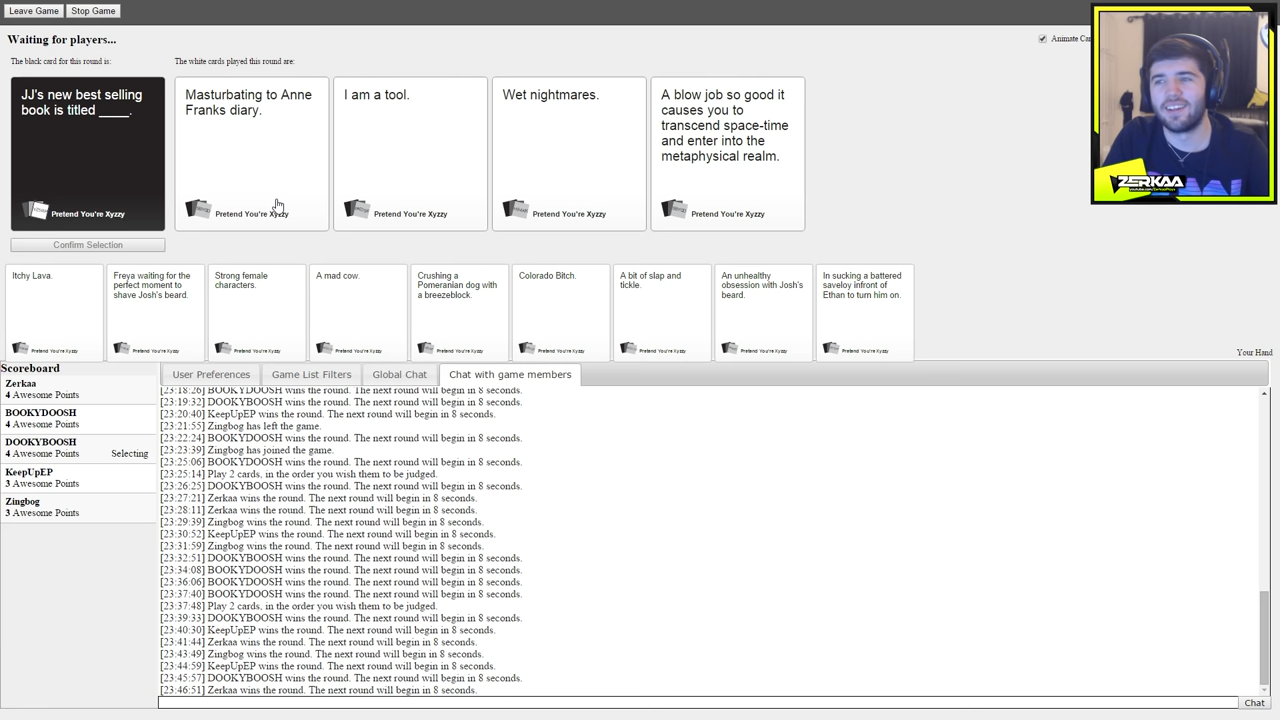 Leave Game
Stop Game
Waiting for players...
Animate Car
The black card for this round is:
The white cards played this round are:
JJ's new best selling
book is titled ____.
Pretend You're Xyzzy
Masturbating to Anne
Franks diary.
Pretend You're Xyzzy
I am a tool.
Pretend You're Xyzzy
Wet nightmares.
Pretend You're Xyzzy
A blow job so good it
causes you to
transcend space-time
and enter into the
metaphysical realm.
Pretend You're Xyzzy
ZERKAA
Confirm Selection
Itchy Lava.
Pretend You're Xyzzy
Freya waiting for the
perfect moment to
shave Josh's beard.
Pretend You're Xyzzy
Strong female
characters.
Pretend You're Xyzzy
A mad cow.
Pretend You're Xyzzy
Crushing a
Pomeranian dog with
a breezeblock.
Pretend You're Xyzzy
Colorado Bitch.
Pretend You're Xyzzy
A bit of slap and
tickle.
Pretend You're Xyzzy
An unhealthy
obsession with Josh's
beard.
Pretend You're Xyzzy
In sucking a battered
saveloy infront of
Ethan to turn him on.
Pretend You're Xyzzy
Your Hand
Scoreboard
Zerkaa
4 Awesome Points
BOOKYDOOSH
4 Awesome Points
DOOKYBOOSH
4 Awesome Points Selecting
KeepUpEP
3 Awesome Points
Zingbog
3 Awesome Points
User Preferences
Game List Filters
Global Chat
Chat with game members
[23:18:26] BOOKYDOOSH wins the round. The next round will begin in 8 seconds.
[23:19:32] DOOKYBOOSH wins the round. The next round will begin in 8 seconds.
[23:20:40] KeepUpEP wins the round. The next round will begin in 8 seconds.
[23:21:55] Zingbog has left the game.
[23:22:24] BOOKYDOOSH wins the round. The next round will begin in 8 seconds.
[23:23:39] Zingbog has joined the game.
[23:25:06] BOOKYDOOSH wins the round. The next round will begin in 8 seconds.
[23:25:14] Play 2 cards, in the order you wish them to be judged.
[23:26:25] DOOKYBOOSH wins the round. The next round will begin in 8 seconds.
[23:27:21] Zerkaa wins the round. The next round will begin in 8 seconds.
[23:28:11] Zerkaa wins the round. The next round will begin in 8 seconds.
[23:29:39] Zingbog wins the round. The next round will begin in 8 seconds.
[23:30:52] KeepUpEP wins the round. The next round will begin in 8 seconds.
[23:31:59] Zingbog wins the round. The next round will begin in 8 seconds.
[23:32:51] DOOKYBOOSH wins the round. The next round will begin in 8 seconds.
[23:34:08] BOOKYDOOSH wins the round. The next round will begin in 8 seconds.
[23:36:06] BOOKYDOOSH wins the round. The next round will begin in 8 seconds.
[23:37:40] BOOKYDOOSH wins the round. The next round will begin in 8 seconds.
[23:37:48] Play 2 cards, in the order you wish them to be judged.
[23:39:33] DOOKYBOOSH wins the round. The next round will begin in 8 seconds.
[23:40:30] KeepUpEP wins the round. The next round will begin in 8 seconds.
[23:41:44] Zerkaa wins the round. The next round will begin in 8 seconds.
[23:43:49] Zerkaa wins the round. The next round will begin in 8 seconds.
[23:44:59] KeepUpEP wins the round. The next round will begin in 8 seconds.
[23:45:57] DOOKYBOOSH wins the round. The next round will begin in 8 seconds.
[23:46:51] Zerkaa wins the round. The next round will begin in 8 seconds.
Chat